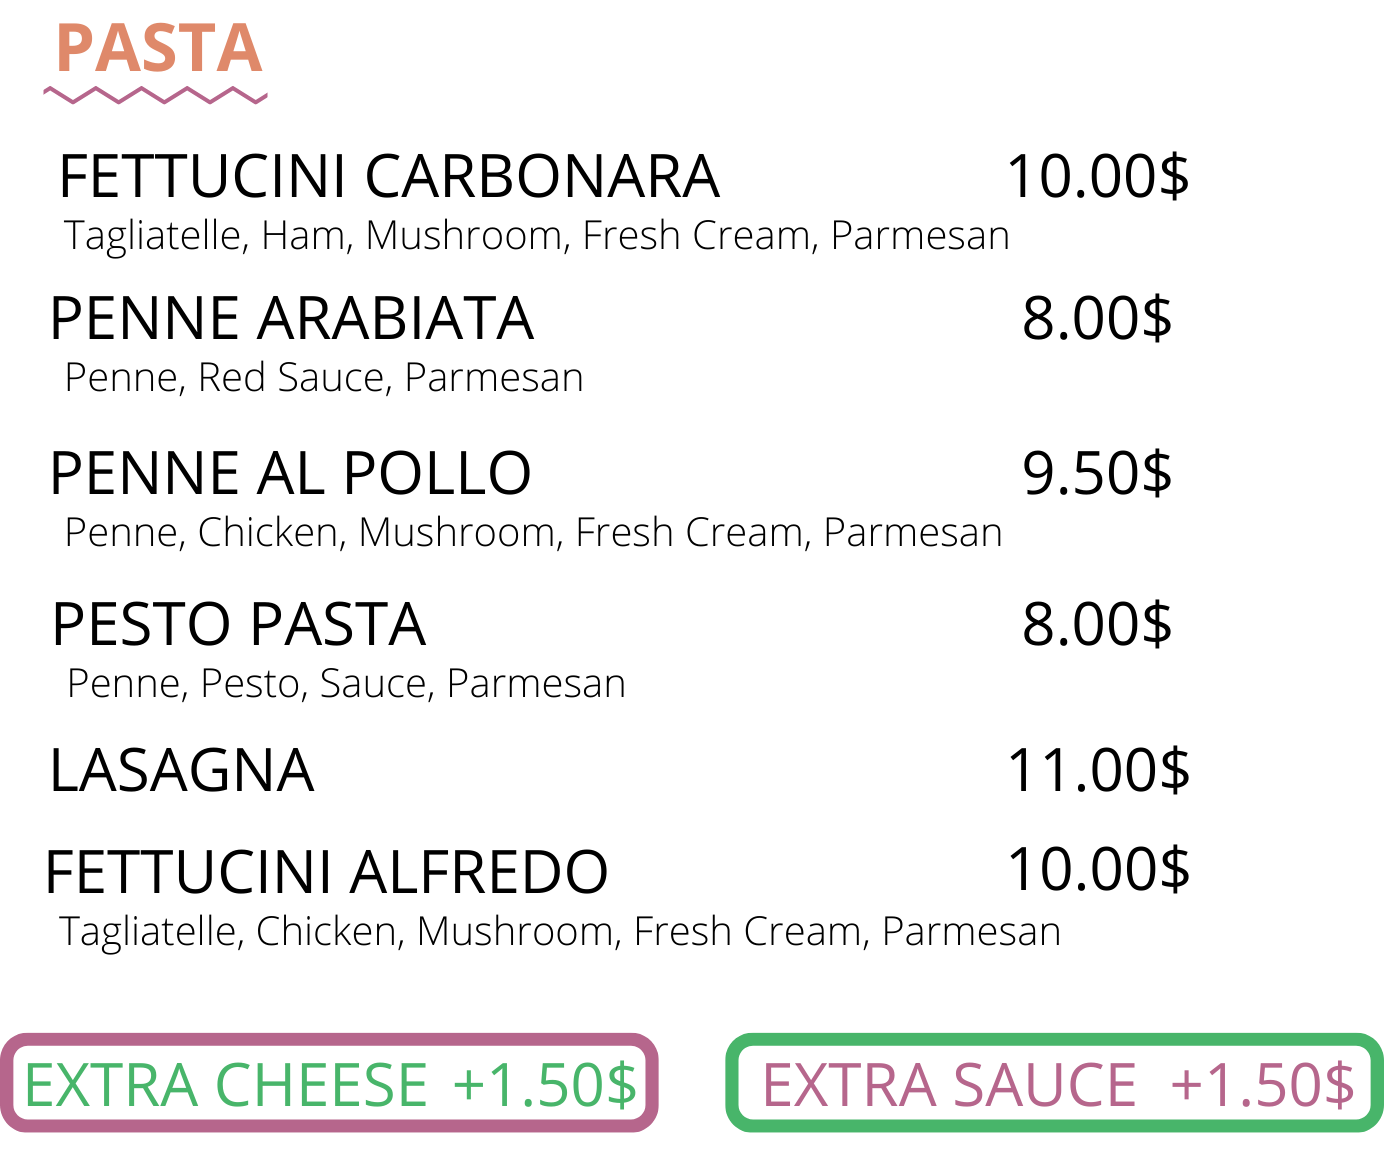 PASTA
FETTUCINI CARBONARA 10.00$
Tagliatelle, Ham, Mushroom, Fresh Cream, Parmesan
PENNE ARABIATA 8.00$
Penne, Red Sauce, Parmesan
PENNE AL POLLO 9.50$
Penne, Chicken, Mushroom, Fresh Cream, Parmesan
PESTO PASTA 8.00$
Penne, Pesto, Sauce, Parmesan
LASAGNA 11.00$
FETTUCINI ALFREDO 10.00$
Tagliatelle, Chicken, Mushroom, Fresh Cream, Parmesan
EXTRA CHEESE +1.50$ EXTRA SAUCE +1.50$